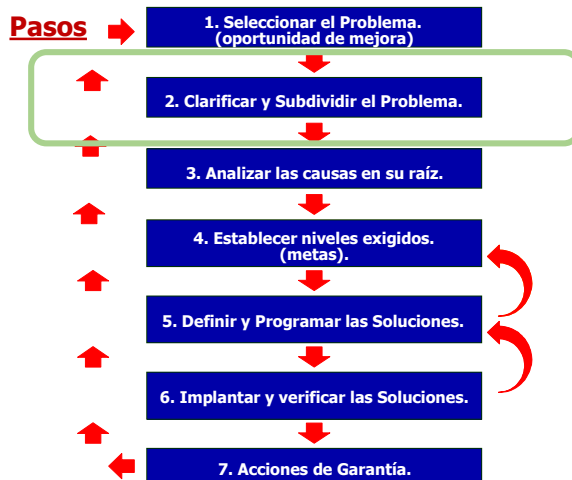 Pasos
1. Seleccionar el Problema.
(oportunidad de mejora)
2. Clarificar y Subdividir el Problema.
3. Analizar las causas en su raíz.
4. Establecer niveles exigidos.
(metas).
5. Definir y Programar las Soluciones.
6. Implantar y verificar las Soluciones.
7. Acciones de Garantía.